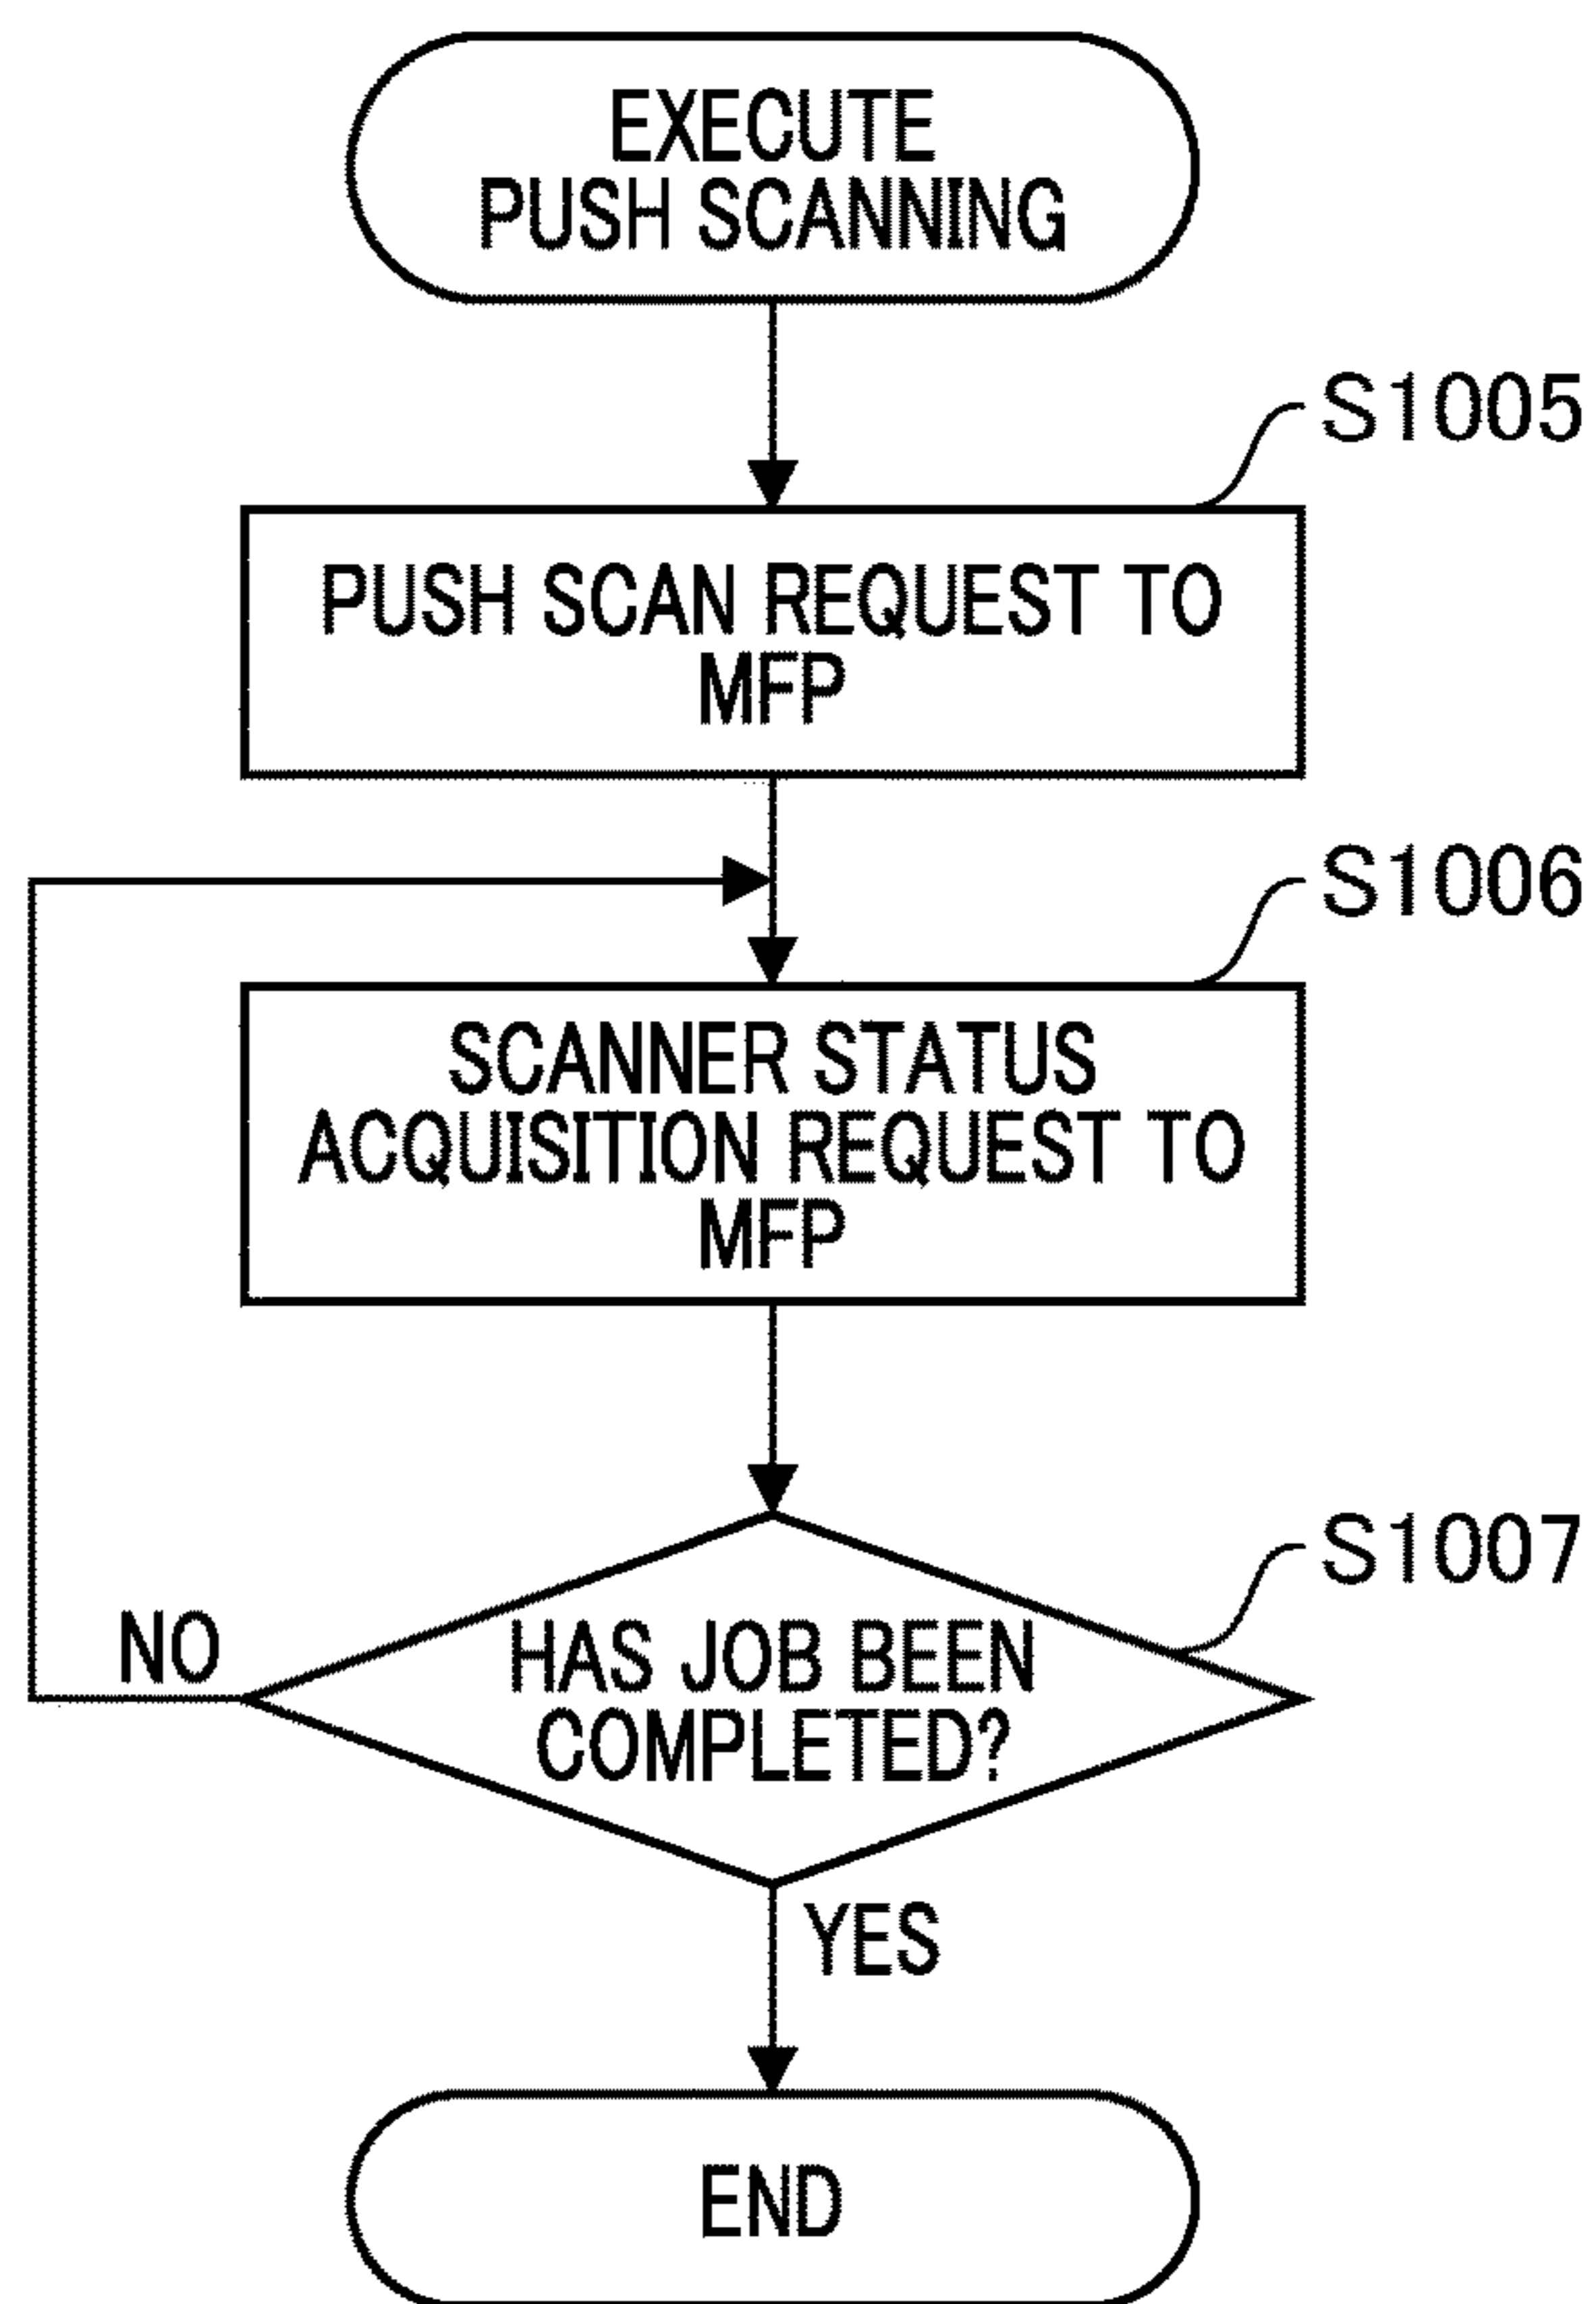 EXECUTE
PUSH SCANNING
S1005
PUSH SCAN REQUEST TO
MFP
S1006
SCANNER STATUS
ACQUISITION REQUEST TO
MFP
S1007
HAS JOB BEEN
COMPLETED?
NO
YES
END